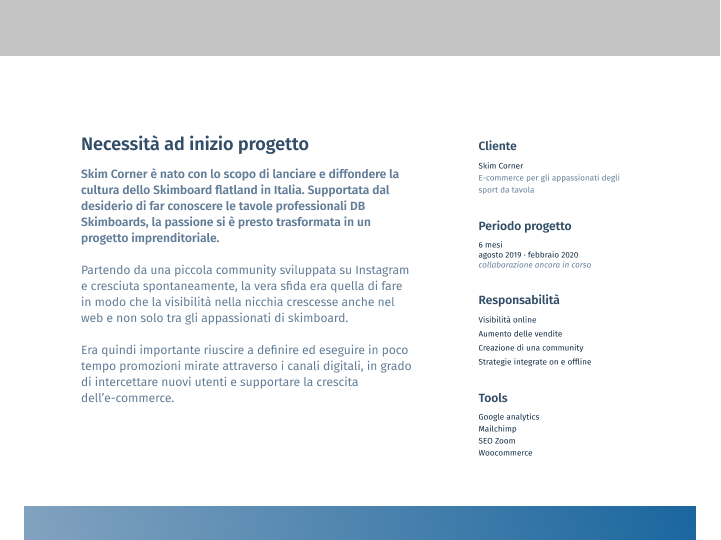 Necessità ad inizio progetto
Skim Corner è nato con lo scopo di lanciare e diffondere la
cultura dello Skimboard flatland in Italia. Supportata dal
desiderio di far conoscere le tavole professionali DB
Skimboards, la passione si è presto trasformata in un
progetto imprenditoriale.
Partendo da una piccola community sviluppata su Instagram
e cresciuta spontaneamente, la vera sfida era quella di fare
in modo che la visibilità nella nicchia crescesse anche nel
web e non solo tra gli appassionati di skimboard.
Era quindi importante riuscire a definire ed eseguire in poco
tempo promozioni mirate attraverso i canali digitali, in grado
di intercettare nuovi utenti e supportare la crescita
dell’e-commerce.
Cliente
Skim Corner
E-commerce per gli appassionati degli
sport da tavola
Periodo progetto
6 mesi
agosto 2019 · febbraio 2020
collaborazione ancora in corso
Responsabilità
Visibilità online
Aumento delle vendite
Creazione di una community
Strategie integrate on e offline
Tools
Google analytics
Mailchimp
SEO Zoom
Woocommerce